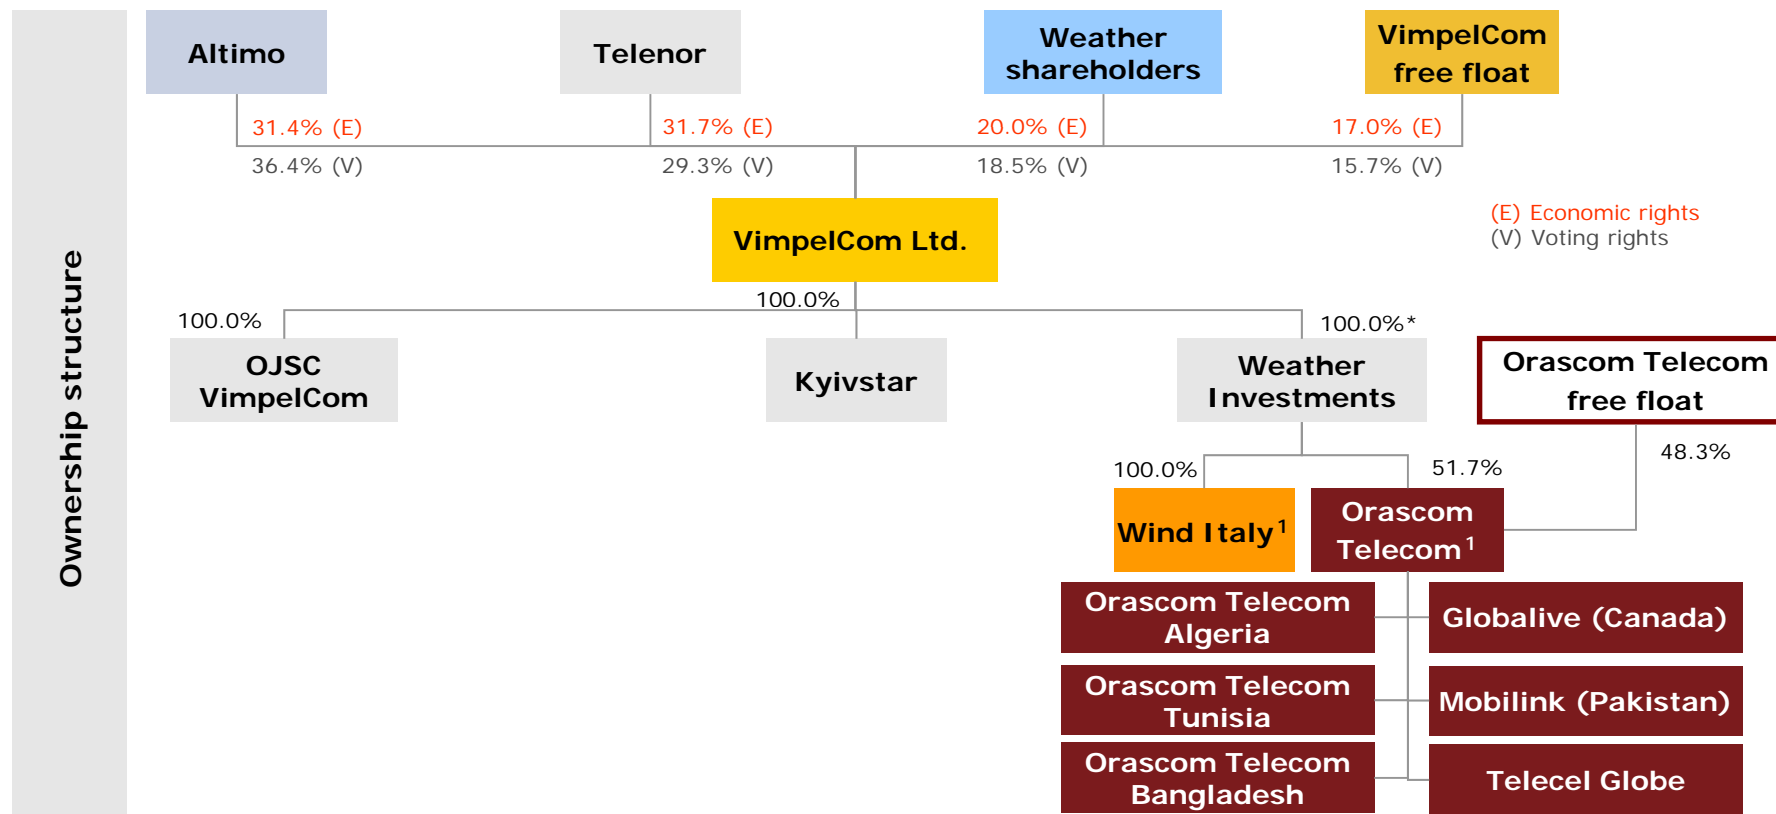 Ownership structure
Altimo
Telenor
Weather
shareholders
VimpelCom
free float
31.4% (E)
31.7% (E)
20.0% (E)
17.0% (E)
36.4% (V)
29.3% (V)
18.5% (V)
15.7% (V)
(E) Economic rights
(V) Voting rights
VimpelCom Ltd.
100.0%
100.0%
100.0%*
OJSC
VimpelCom
Kyivstar
Weather
Investments
Orascom Telecom
free float
48.3%
100.0%
51.7%
Wind Italy¹
Orascom
Telecom¹
Orascom Telecom
Algeria
Globalive (Canada)
Orascom Telecom
Tunisia
Mobilink (Pakistan)
Orascom Telecom
Bangladesh
Telecel Globe